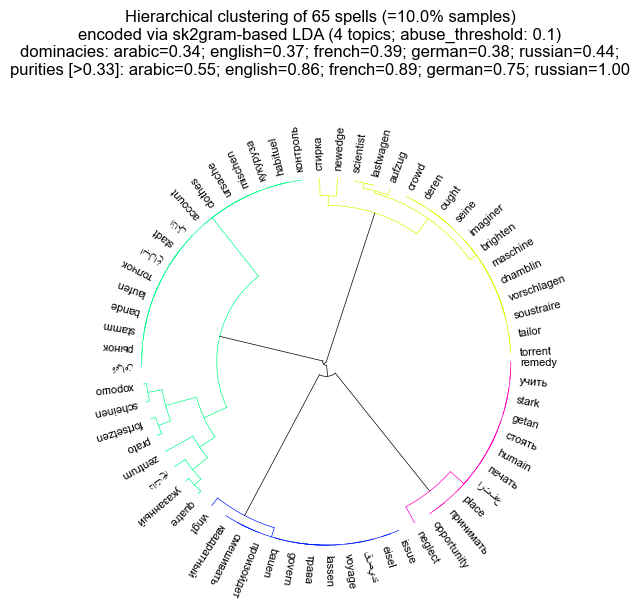 Hierarchical clustering of 65 spells (=10.0% samples)
encoded via sk2gram-based LDA (4 topics; abuse_threshold: 0.1)
dominacies: arabic=0.34; english=0.37; french=0.39; german=0.38; russian=0.44;
purities [>0.33]: arabic=0.55; english=0.86; french=0.89; german=0.75; russian=1.00
стирка
newedge
scientist
lastwagen
aufzug
crowd
deren
ought
seine
imaginer
brighten
maschine
chamblin
vorschlagen
soustraire
tailor
torrent
remedy
учить
stark
getan
стоять
humain
печать
place
принимать
opportunity
neglect
issue
eisel
voyage
lassen
трава
govern
bauen
произойдет
смешивать
квадратный
vingt
quatre
указанный
zentrum
prato
fortsetzen
scheinen
хорошо
рынок
stamm
bande
laufen
толчок
stadt
account
clothes
ursache
mischen
кукуруза
habituel
контроль